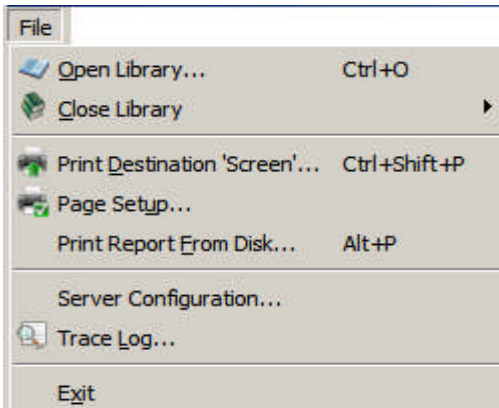 File
Open Library... Ctrl+O
Close Library
Print Destination 'Screen'... Ctrl+Shift+P
Page Setup...
Print Report From Disk... Alt+P
Server Configuration...
Trace Log...
Exit